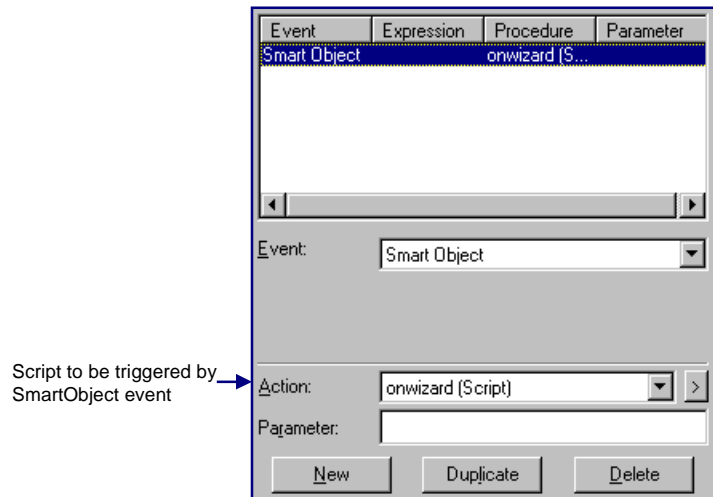 Event Expression Procedure Parameter
Smart Object onwizard (S...
Event: Smart Object
Script to be triggered by
SmartObject event
Action: onwizard (Script) >
Parameter:
New Duplicate Delete